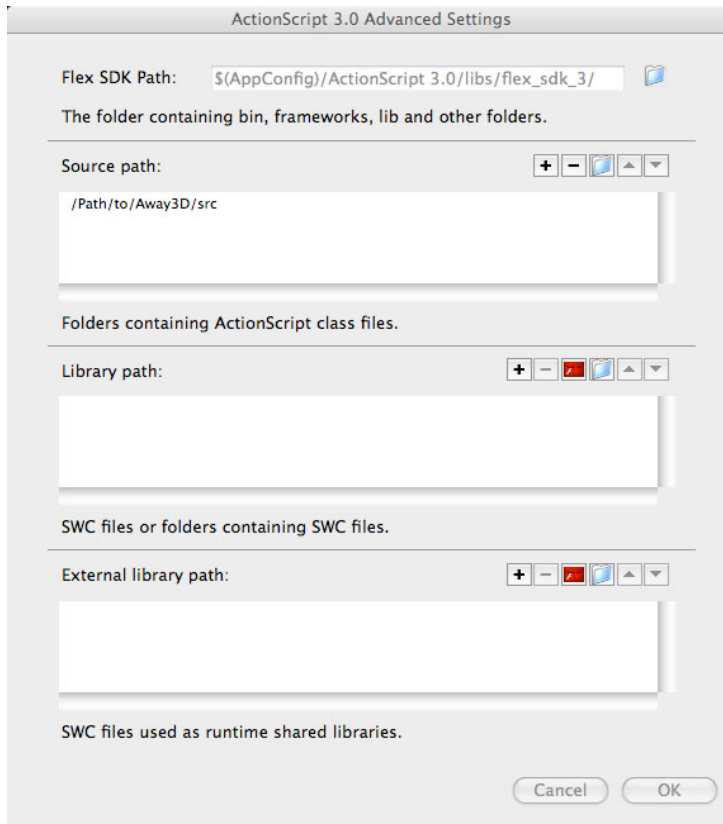 ActionScript 3.0 Advanced Settings
Flex SDK Path: $(AppConfig)/ActionScript 3.0/libs/flex_sdk_3/
The folder containing bin, frameworks, lib and other folders.
Source path:
/Path/to/Away3D/src
Folders containing ActionScript class files.
Library path:
SWC files or folders containing SWC files.
External library path:
SWC files used as runtime shared libraries.
Cancel OK